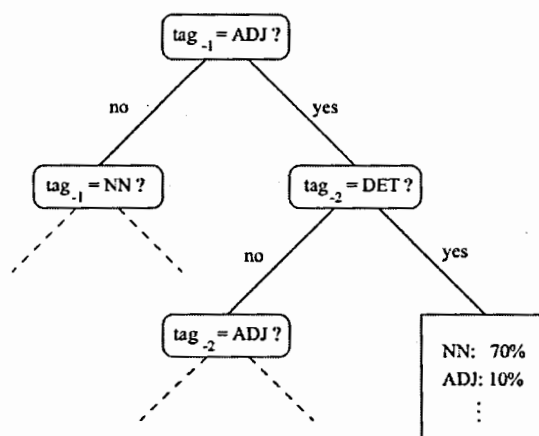 tag₋₁ = ADJ ?
no
yes
tag₋₁ = NN ?
tag₋₂ = DET ?
no
yes
tag₋₂ = ADJ ?
NN: 70%
ADJ: 10%
⋮